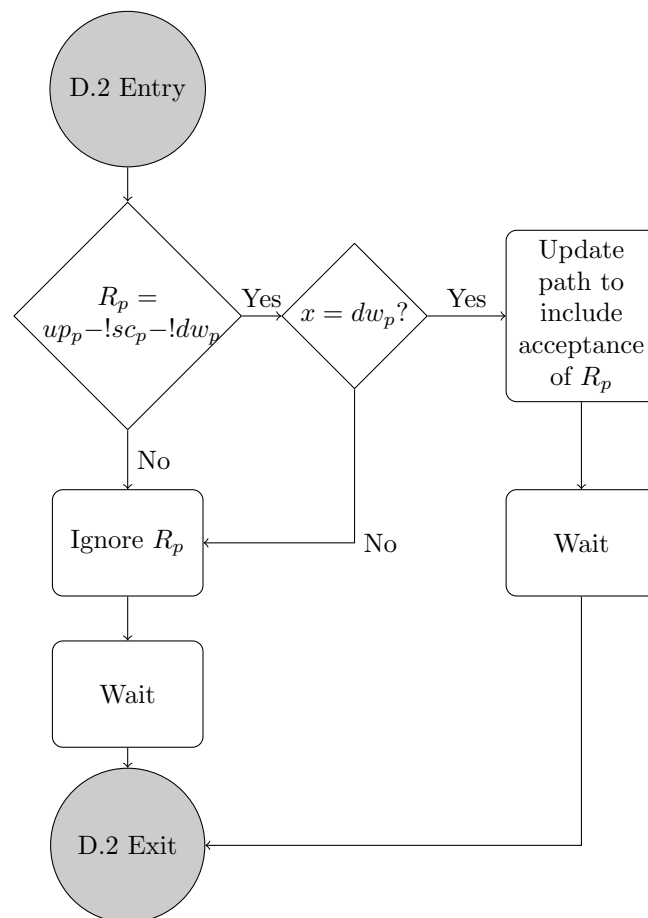 D.2 Entry
R_p =
up_p–!sc_p–!dw_p
Yes
x = dw_p?
Yes
Update
path to
include
acceptance
of R_p
No
Ignore R_p
No
Wait
Wait
D.2 Exit